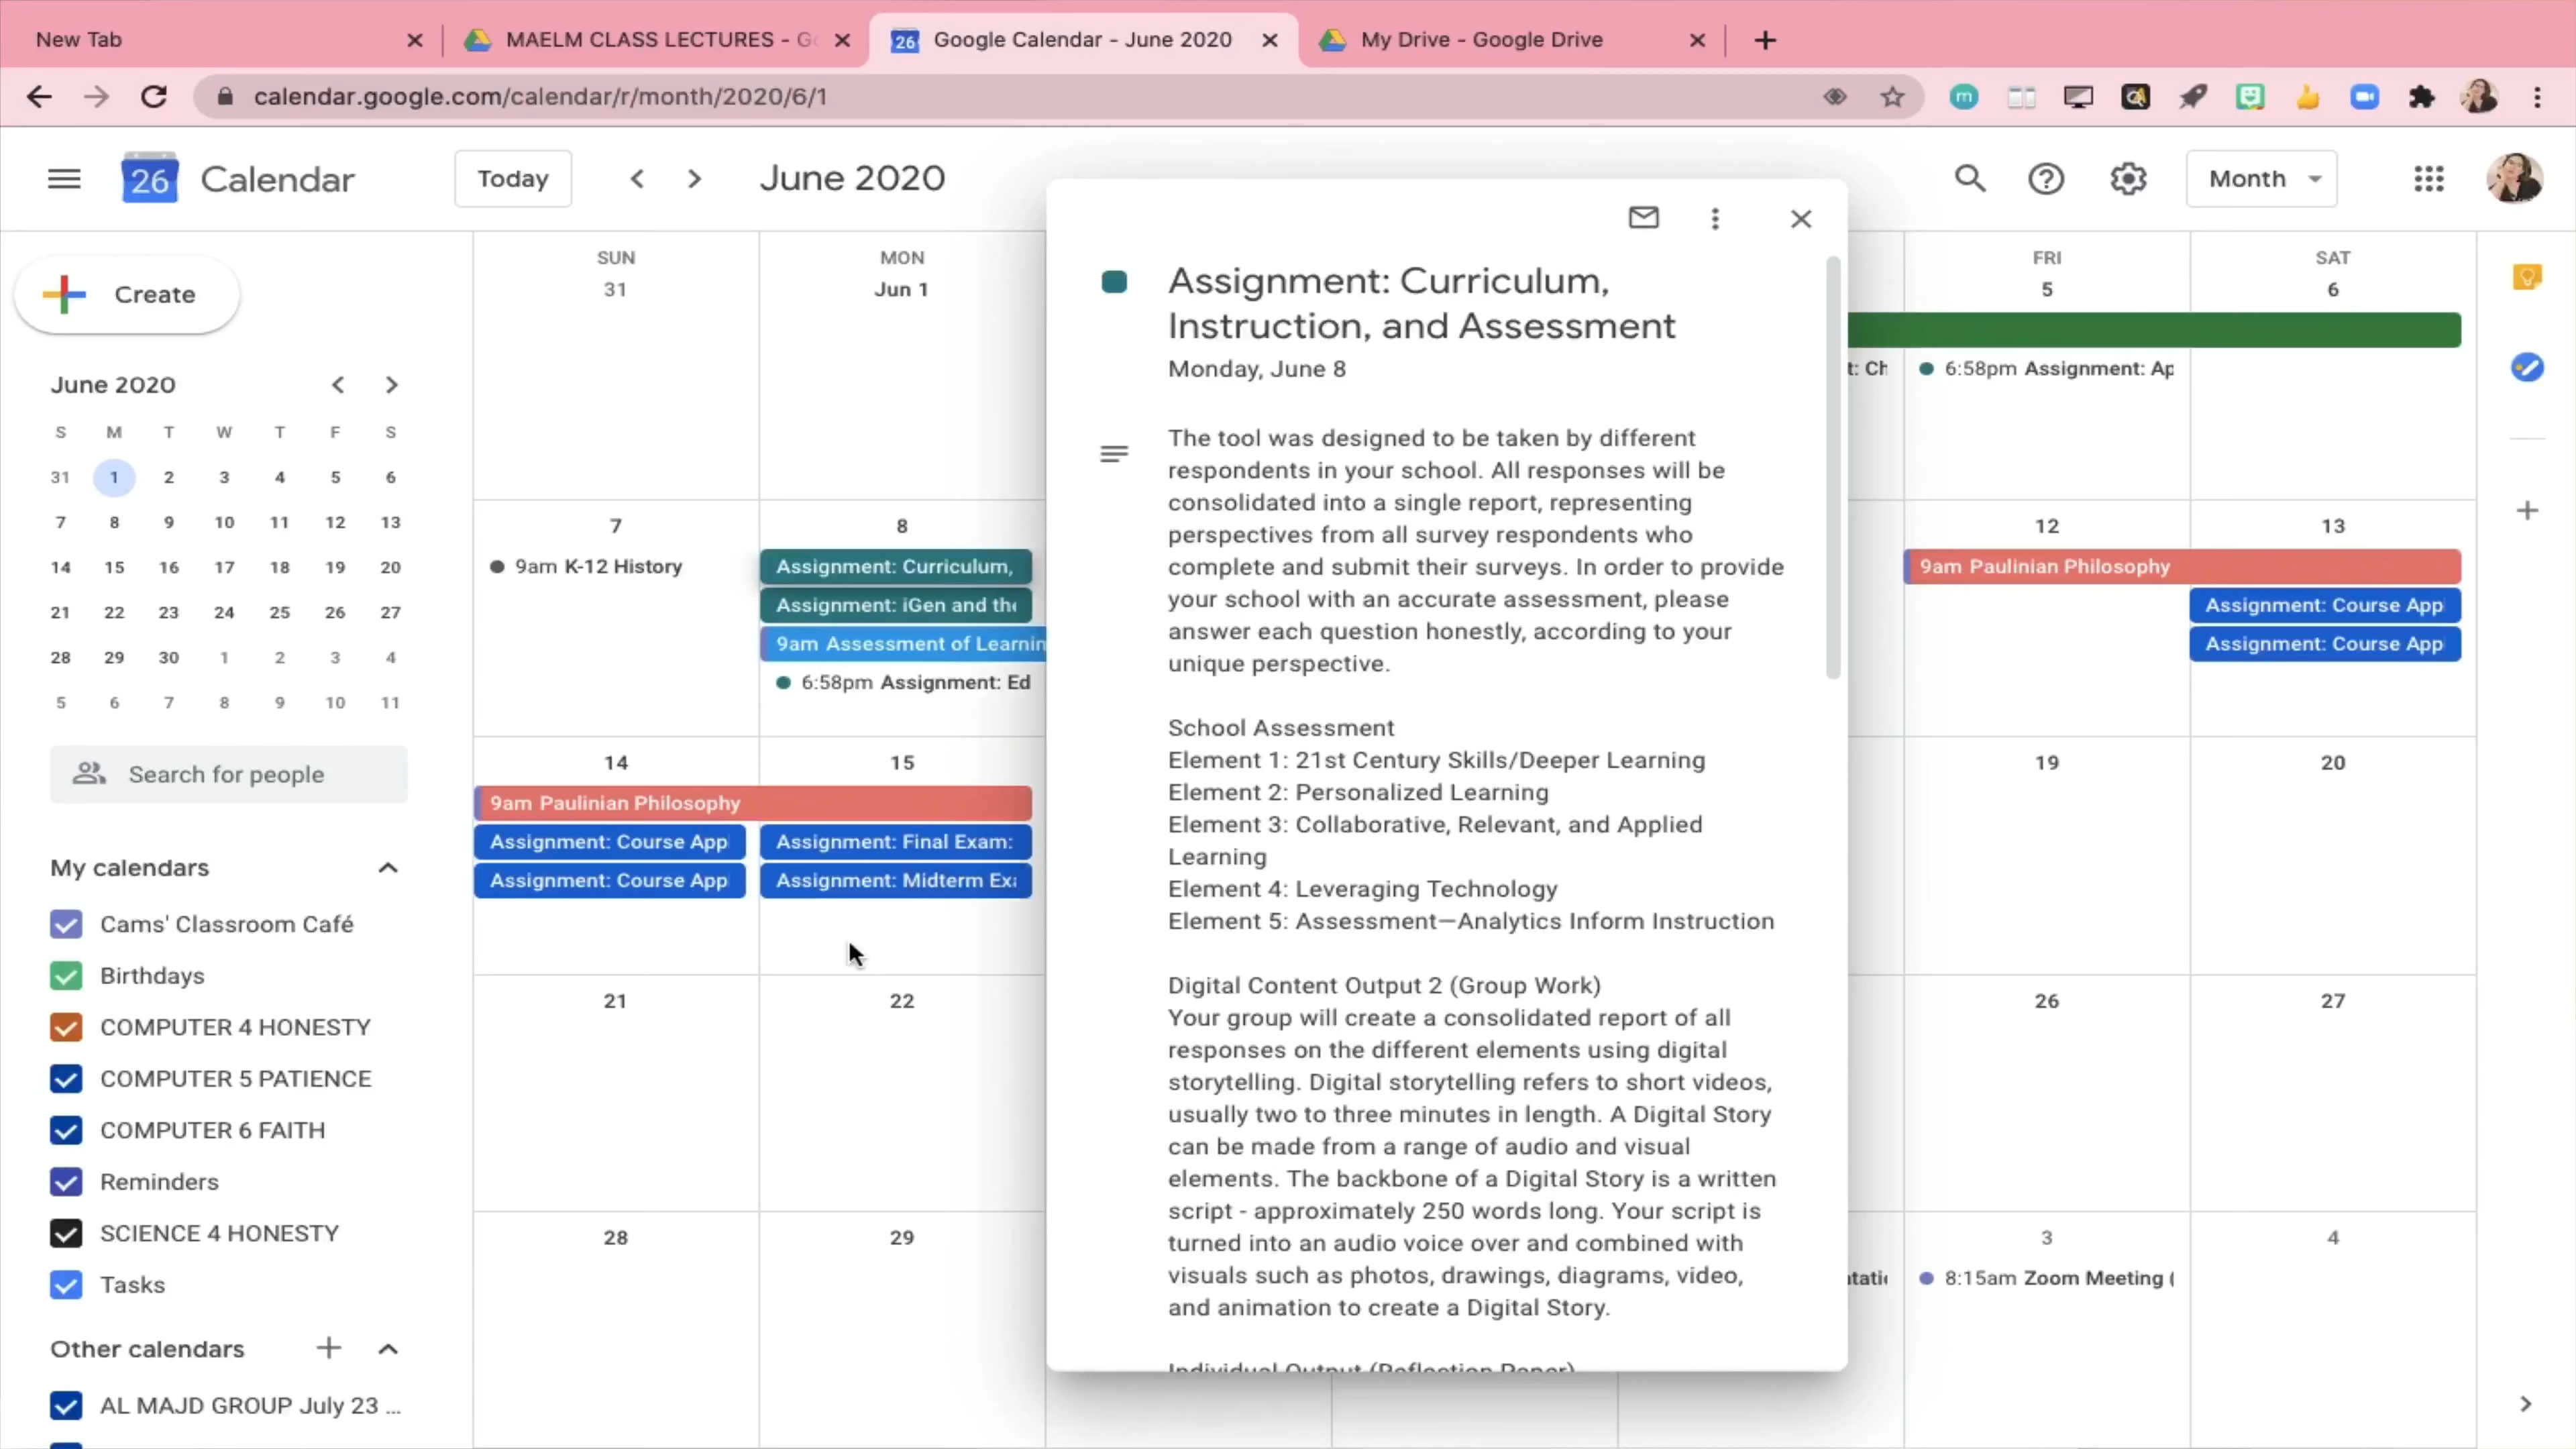 New Tab
MAELM CLASS LECTURES - Go
Google Calendar - June 2020
My Drive - Google Drive
calendar.google.com/calendar/r/month/2020/6/1
26 Calendar
Today
June 2020
Month
Create
June 2020
S M T W T F S
31 1 2 3 4 5 6
7 8 9 10 11 12 13
14 15 16 17 18 19 20
21 22 23 24 25 26 27
28 29 30 1 2 3 4
5 6 7 8 9 10 11
Search for people
My calendars
Cams' Classroom Café
Birthdays
COMPUTER 4 HONESTY
COMPUTER 5 PATIENCE
COMPUTER 6 FAITH
Reminders
SCIENCE 4 HONESTY
Tasks
Other calendars
AL MAJD GROUP July 23 ...
SUN
31
MON
Jun 1
FRI
5
SAT
6
t: Ch
6:58pm Assignment: Ap
7
9am K-12 History
8
Assignment: Curriculum,
Assignment: iGen and the
9am Assessment of Learnin
6:58pm Assignment: Ed
12
9am Paulinian Philosophy
13
Assignment: Course App
Assignment: Course App
14
9am Paulinian Philosophy
Assignment: Course App
Assignment: Course App
15
Assignment: Final Exam:
Assignment: Midterm Exa
19
20
21
22
26
27
28
29
tatic
3
8:15am Zoom Meeting (
4
Assignment: Curriculum,
Instruction, and Assessment
Monday, June 8
The tool was designed to be taken by different
respondents in your school. All responses will be
consolidated into a single report, representing
perspectives from all survey respondents who
complete and submit their surveys. In order to provide
your school with an accurate assessment, please
answer each question honestly, according to your
unique perspective.
School Assessment
Element 1: 21st Century Skills/Deeper Learning
Element 2: Personalized Learning
Element 3: Collaborative, Relevant, and Applied
Learning
Element 4: Leveraging Technology
Element 5: Assessment—Analytics Inform Instruction
Digital Content Output 2 (Group Work)
Your group will create a consolidated report of all
responses on the different elements using digital
storytelling. Digital storytelling refers to short videos,
usually two to three minutes in length. A Digital Story
can be made from a range of audio and visual
elements. The backbone of a Digital Story is a written
script - approximately 250 words long. Your script is
turned into an audio voice over and combined with
visuals such as photos, drawings, diagrams, video,
and animation to create a Digital Story.
Individual Output (Reflection Paper)